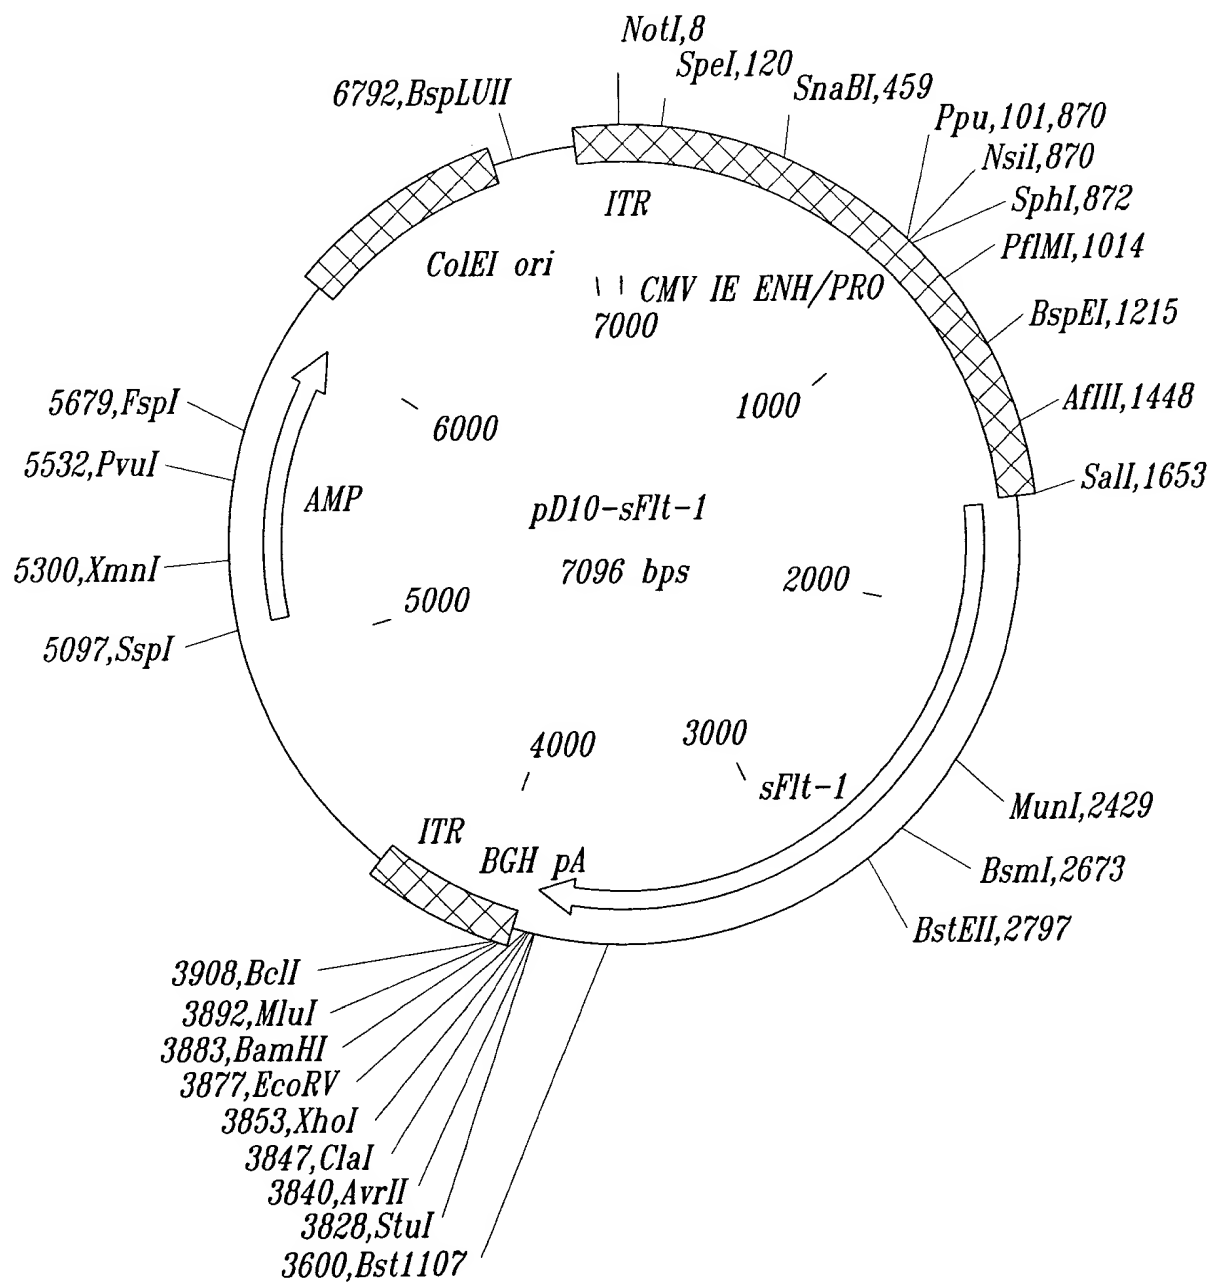 NotI,8
SpeI,120
SnaBI,459
6792,BspLUII
Ppu,101,870
NsiI,870
SphI,872
PflMI,1014
BspEI,1215
AflII,1448
SalI,1653
ITR
ColEI ori
CMV IE ENH/PRO
7000
1000
6000
5679,FspI
5532,PvuI
AMP
pD10-sFlt-1
7096 bps
5300,XmnI
2000
5000
5097,SspI
4000
3000
sFlt-1
MunI,2429
ITR
BGH pA
BsmI,2673
BstEII,2797
3908,BclI
3892,MluI
3883,BamHI
3877,EcoRV
3853,XhoI
3847,ClaI
3840,AvrII
3828,StuI
3600,Bst1107